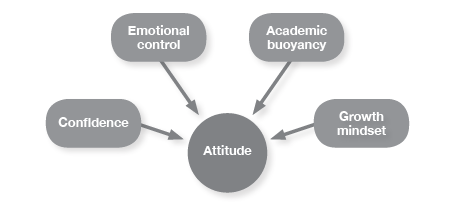 Emotional
control
Academic
buoyancy
Confidence
Growth
mindset
Attitude